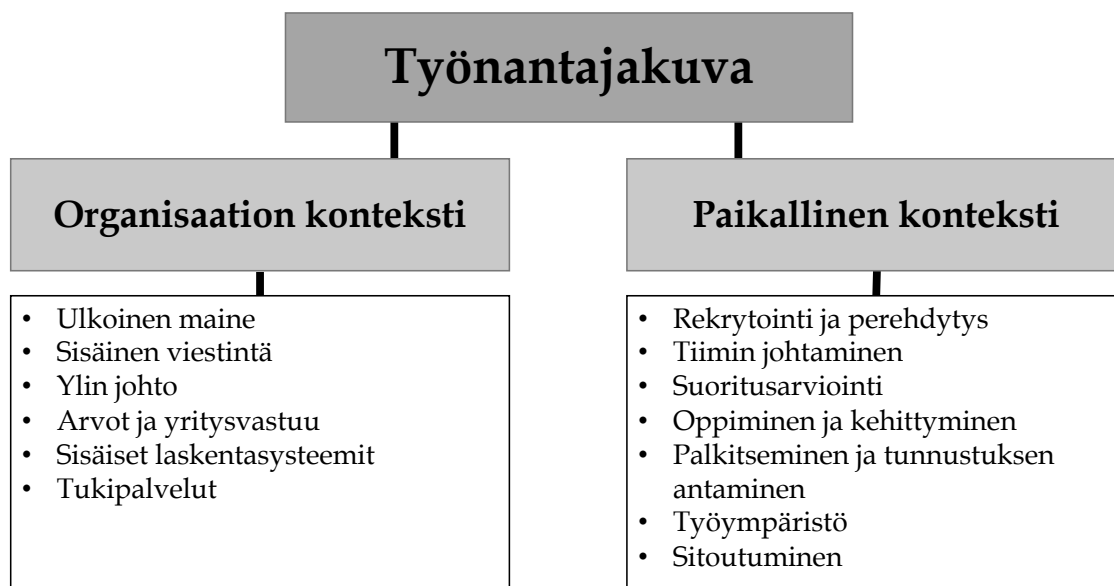 Työnantajakuva
Organisaation konteksti
• Ulkoinen maine
• Sisäinen viestintä
• Ylin johto
• Arvot ja yritysvastuu
• Sisäiset laskentasysteemit
• Tukipalvelut
Paikallinen konteksti
• Rekrytointi ja perehdytys
• Tiimin johtaminen
• Suoritusarviointi
• Oppiminen ja kehittyminen
• Palkitseminen ja tunnustuksen
antaminen
• Työympäristö
• Sitoutuminen